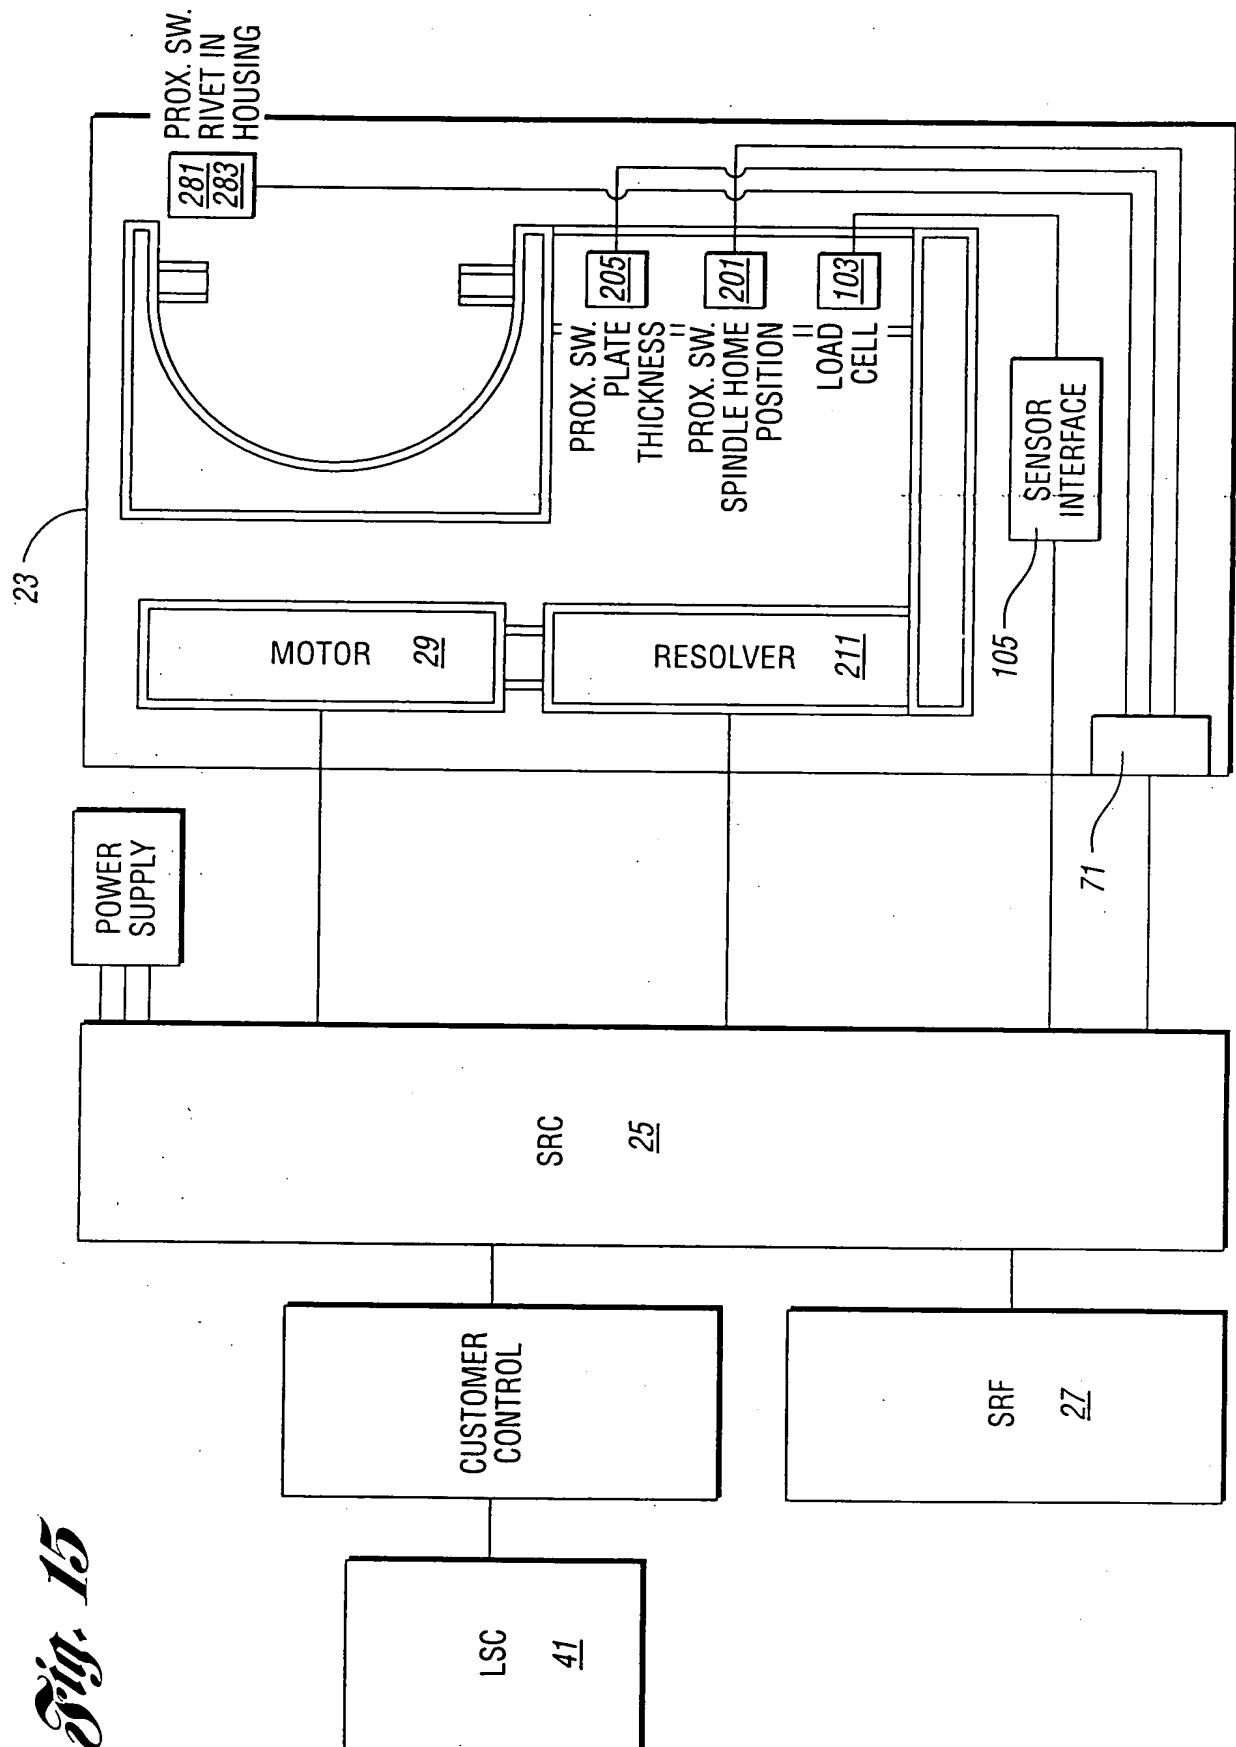 Fig. 15
LSC
41
CUSTOMER
CONTROL
SRF
27
SRC
25
POWER
SUPPLY
71
23
MOTOR 29
RESOLVER 211
105
SENSOR
INTERFACE
PROX. SW.
PLATE
THICKNESS
205
PROX. SW.
SPINDLE HOME
POSITION
201
LOAD
CELL
103
281
283
PROX. SW.
RIVET IN
HOUSING